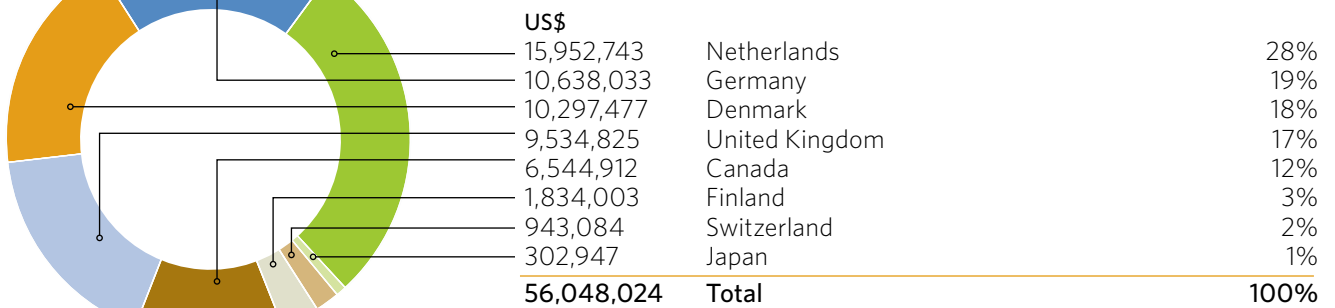 US$
15,952,743 Netherlands 28%
10,638,033 Germany 19%
10,297,477 Denmark 18%
9,534,825 United Kingdom 17%
6,544,912 Canada 12%
1,834,003 Finland 3%
943,084 Switzerland 2%
302,947 Japan 1%
56,048,024 Total 100%